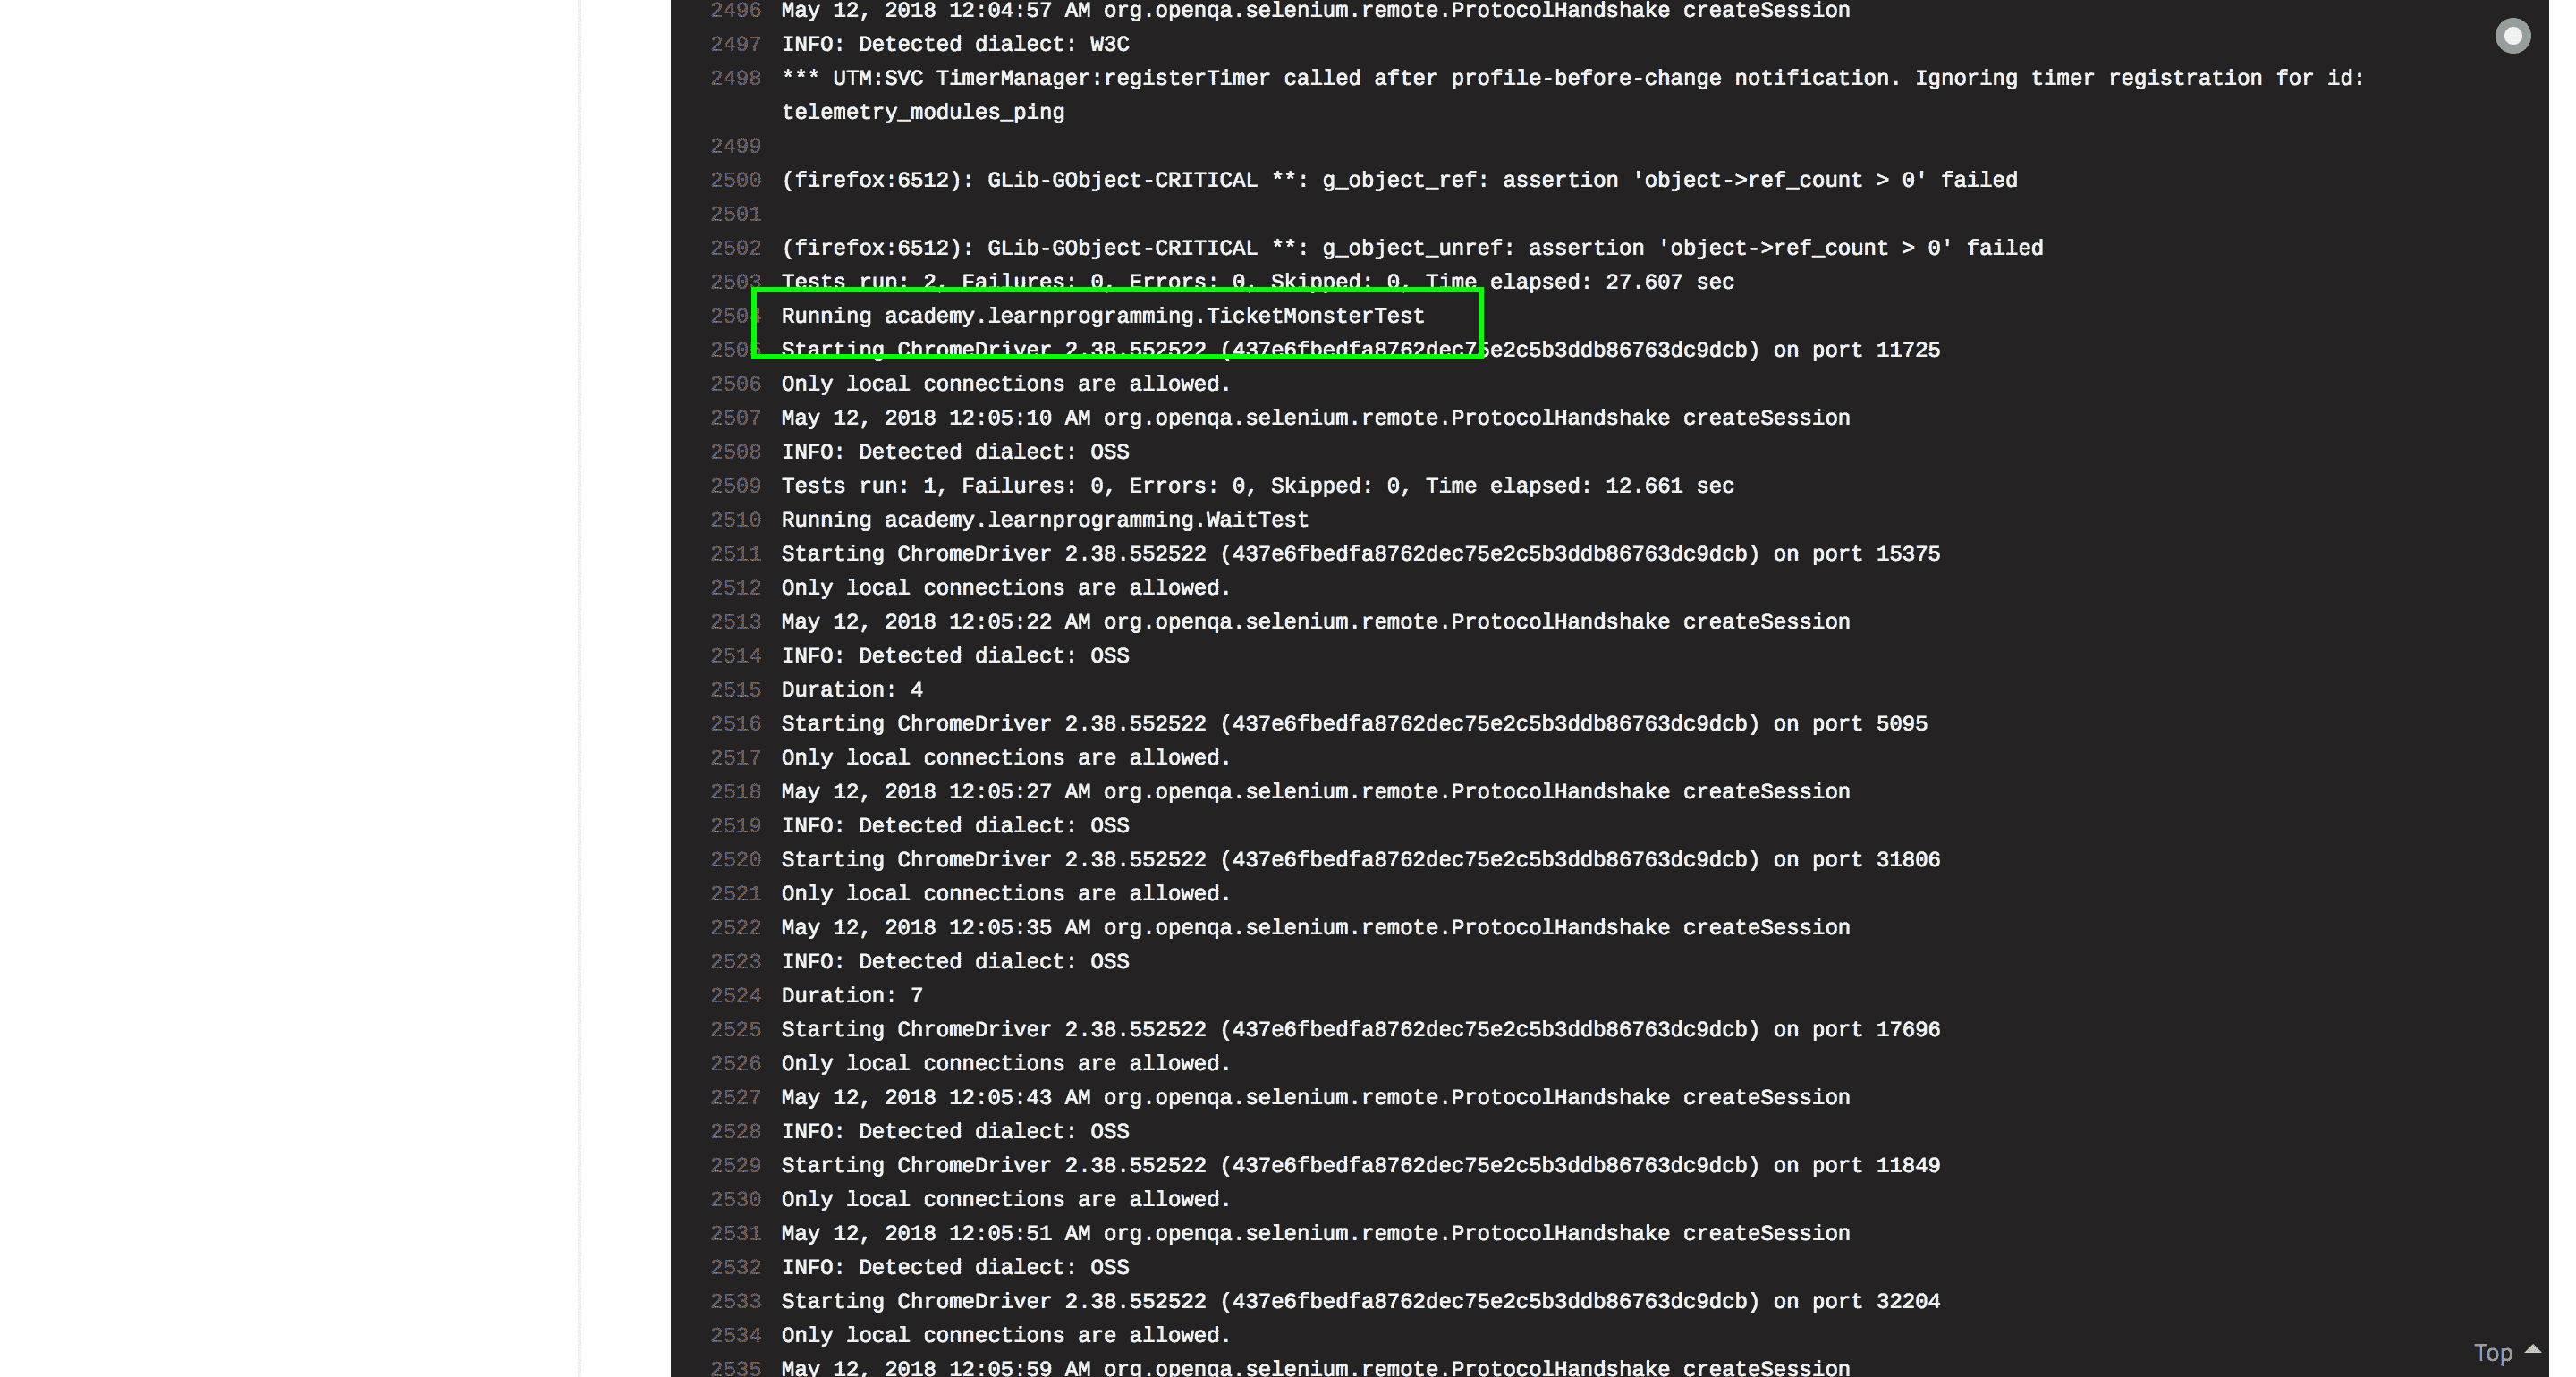 2496 May 12, 2018 12:04:57 AM org.openqa.selenium.remote.ProtocolHandshake createSession
2497 INFO: Detected dialect: W3C
2498 *** UTM:SVC TimerManager:registerTimer called after profile-before-change notification. Ignoring timer registration for id:
telemetry_modules_ping
2499
2500 (firefox:6512): GLib-GObject-CRITICAL **: g_object_ref: assertion 'object->ref_count > 0' failed
2501
2502 (firefox:6512): GLib-GObject-CRITICAL **: g_object_unref: assertion 'object->ref_count > 0' failed
2503 Tests run: 2, Failures: 0, Errors: 0, Skipped: 0, Time elapsed: 27.607 sec
2504 Running academy.learnprogramming.TicketMonsterTest
2505 Starting ChromeDriver 2.38.552522 (437e6fbedfa8762dec75e2c5b3ddb86763dc9dcb) on port 11725
2506 Only local connections are allowed.
2507 May 12, 2018 12:05:10 AM org.openqa.selenium.remote.ProtocolHandshake createSession
2508 INFO: Detected dialect: OSS
2509 Tests run: 1, Failures: 0, Errors: 0, Skipped: 0, Time elapsed: 12.661 sec
2510 Running academy.learnprogramming.WaitTest
2511 Starting ChromeDriver 2.38.552522 (437e6fbedfa8762dec75e2c5b3ddb86763dc9dcb) on port 15375
2512 Only local connections are allowed.
2513 May 12, 2018 12:05:22 AM org.openqa.selenium.remote.ProtocolHandshake createSession
2514 INFO: Detected dialect: OSS
2515 Duration: 4
2516 Starting ChromeDriver 2.38.552522 (437e6fbedfa8762dec75e2c5b3ddb86763dc9dcb) on port 5095
2517 Only local connections are allowed.
2518 May 12, 2018 12:05:27 AM org.openqa.selenium.remote.ProtocolHandshake createSession
2519 INFO: Detected dialect: OSS
2520 Starting ChromeDriver 2.38.552522 (437e6fbedfa8762dec75e2c5b3ddb86763dc9dcb) on port 31806
2521 Only local connections are allowed.
2522 May 12, 2018 12:05:35 AM org.openqa.selenium.remote.ProtocolHandshake createSession
2523 INFO: Detected dialect: OSS
2524 Duration: 7
2525 Starting ChromeDriver 2.38.552522 (437e6fbedfa8762dec75e2c5b3ddb86763dc9dcb) on port 17696
2526 Only local connections are allowed.
2527 May 12, 2018 12:05:43 AM org.openqa.selenium.remote.ProtocolHandshake createSession
2528 INFO: Detected dialect: OSS
2529 Starting ChromeDriver 2.38.552522 (437e6fbedfa8762dec75e2c5b3ddb86763dc9dcb) on port 11849
2530 Only local connections are allowed.
2531 May 12, 2018 12:05:51 AM org.openqa.selenium.remote.ProtocolHandshake createSession
2532 INFO: Detected dialect: OSS
2533 Starting ChromeDriver 2.38.552522 (437e6fbedfa8762dec75e2c5b3ddb86763dc9dcb) on port 32204
2534 Only local connections are allowed.
2535 May 12, 2018 12:05:59 AM org.openqa.selenium.remote.ProtocolHandshake createSession
Top